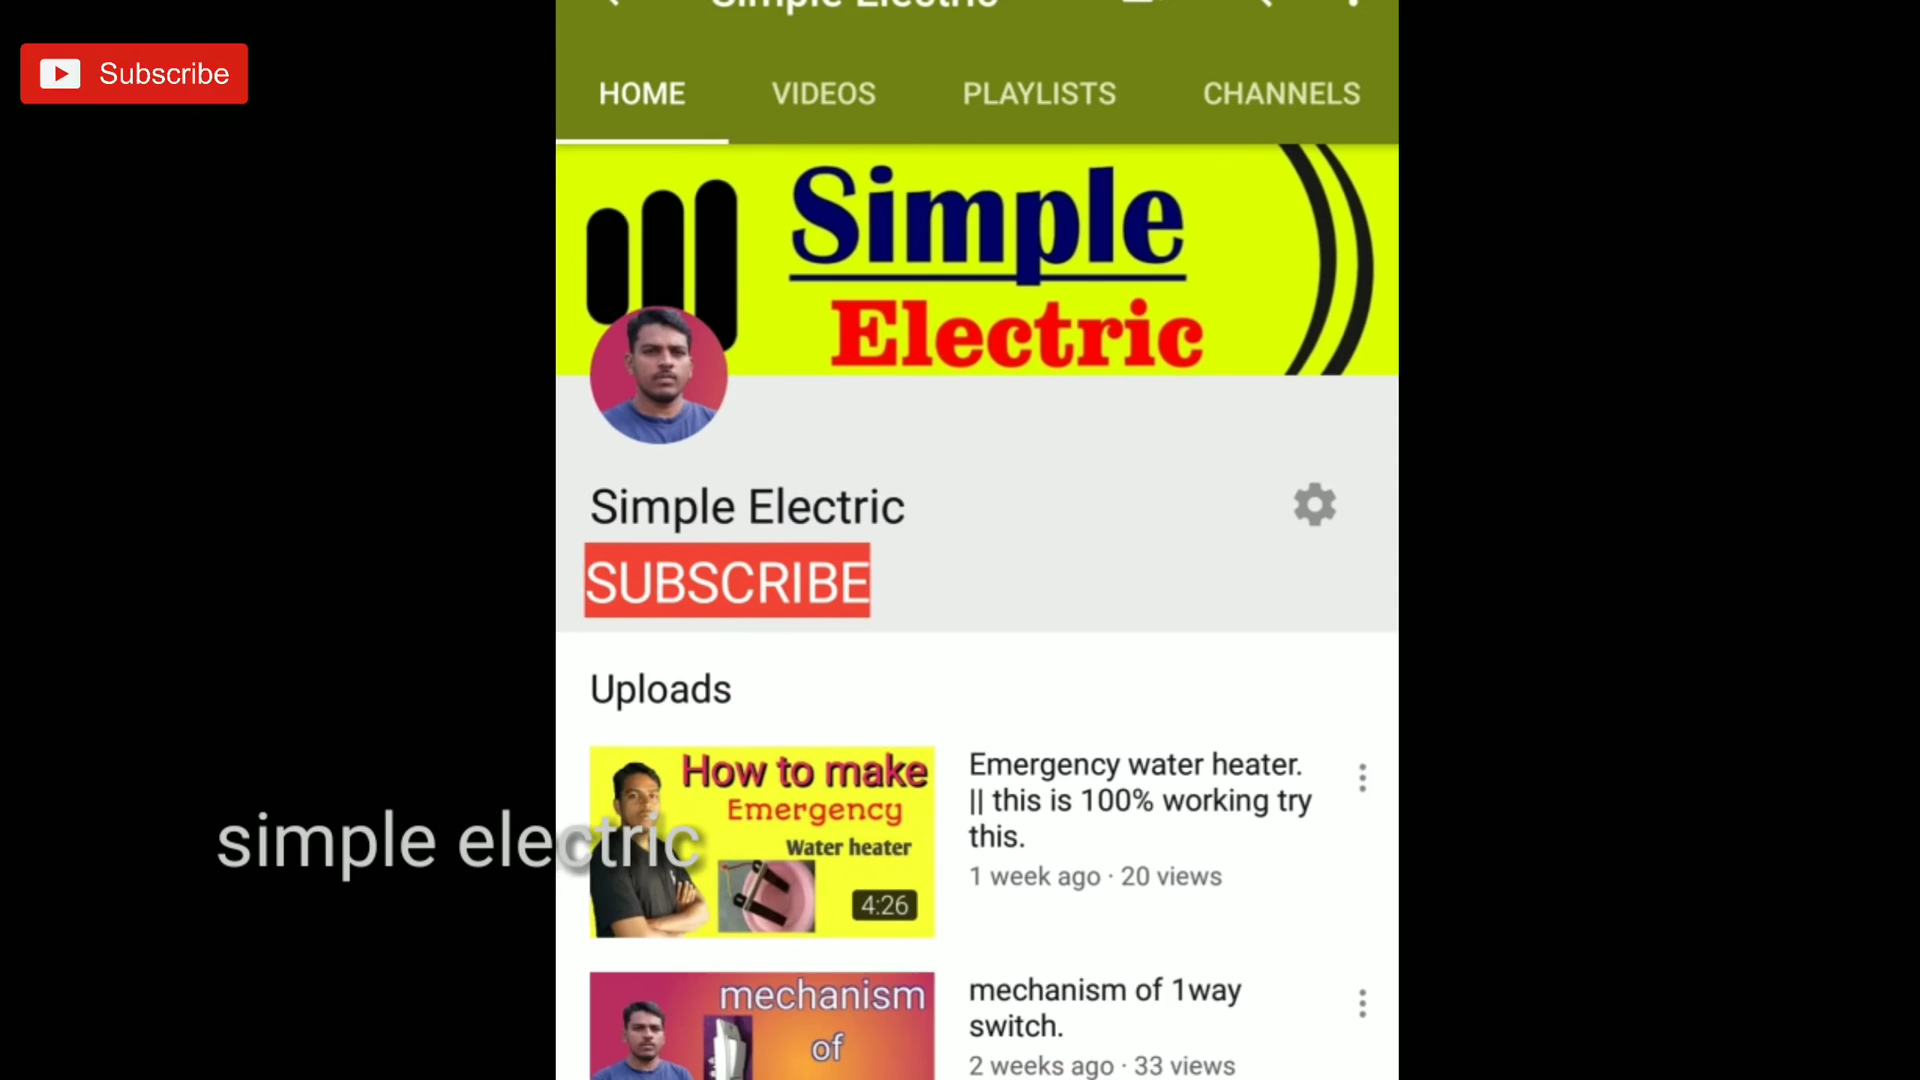 Simple Electric
Subscribe
HOME VIDEOS PLAYLISTS CHANNELS
Simple
Electric
Simple Electric
SUBSCRIBE
Uploads
How to make
Emergency
Water heater
4:26
Emergency water heater.
|| this is 100% working try
this.
1 week ago · 20 views
simple electric
mechanism
of
mechanism of 1way
switch.
2 weeks ago · 33 views